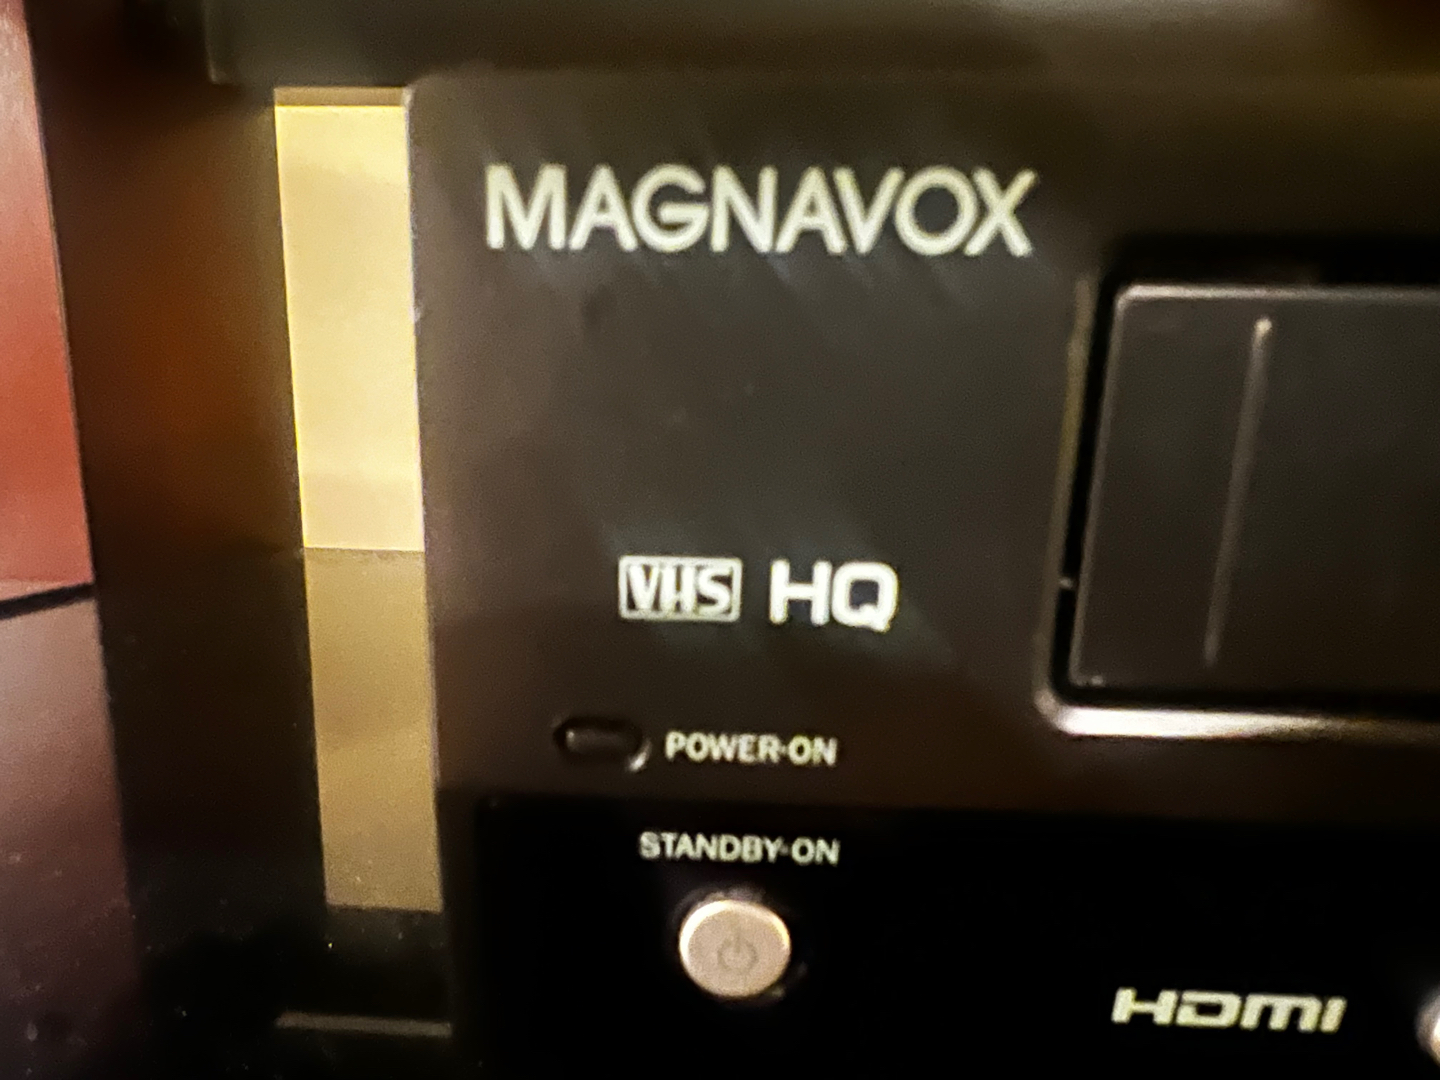 MAGNAVOX
VHS HQ
POWER-ON
STANDBY-ON
HDMI